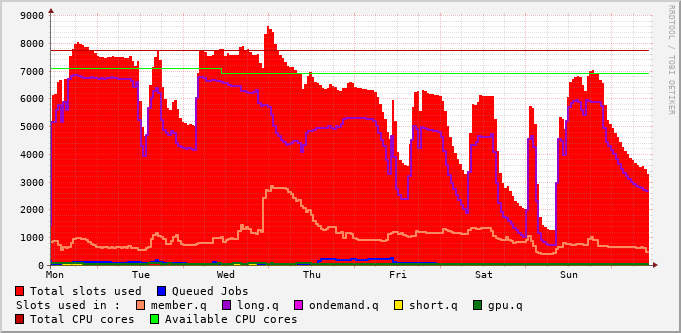 9000
8000
7000
6000
5000
4000
3000
2000
1000
0
Mon Tue Wed Thu Fri Sat Sun
RRDTOOL / TOBI OETIKER
Total slots used Queued Jobs
Slots used in : member.q long.q ondemand.q short.q gpu.q
Total CPU cores Available CPU cores